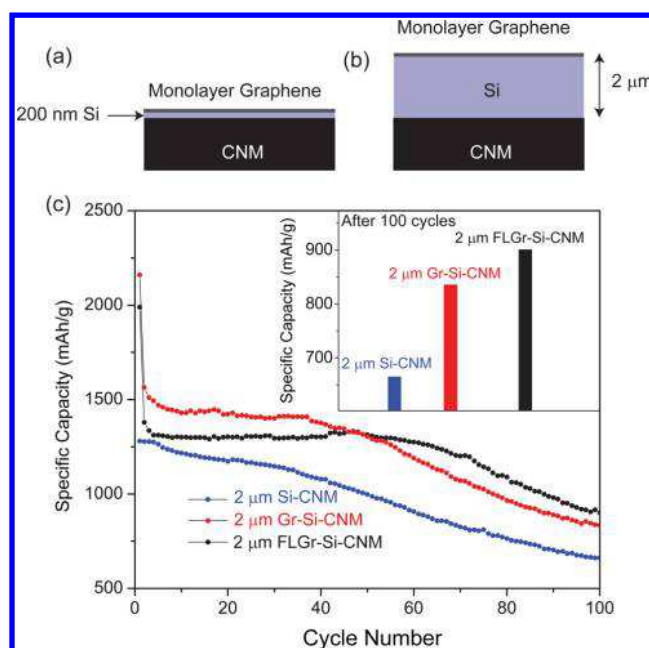 (a)
Monolayer Graphene
200 nm Si
CNM
(b)
Monolayer Graphene
Si
2 μm
CNM
(c)
2500
2000
1500
1000
500
Specific Capacity (mAh/g)
0
20
40
60
80
100
Cycle Number
2 μm Si-CNM
2 μm Gr-Si-CNM
2 μm FLGr-Si-CNM
After 100 cycles
Specific Capacity (mAh/g)
900
800
700
2 μm FLGr-Si-CNM
2 μm Gr-Si-CNM
2 μm Si-CNM